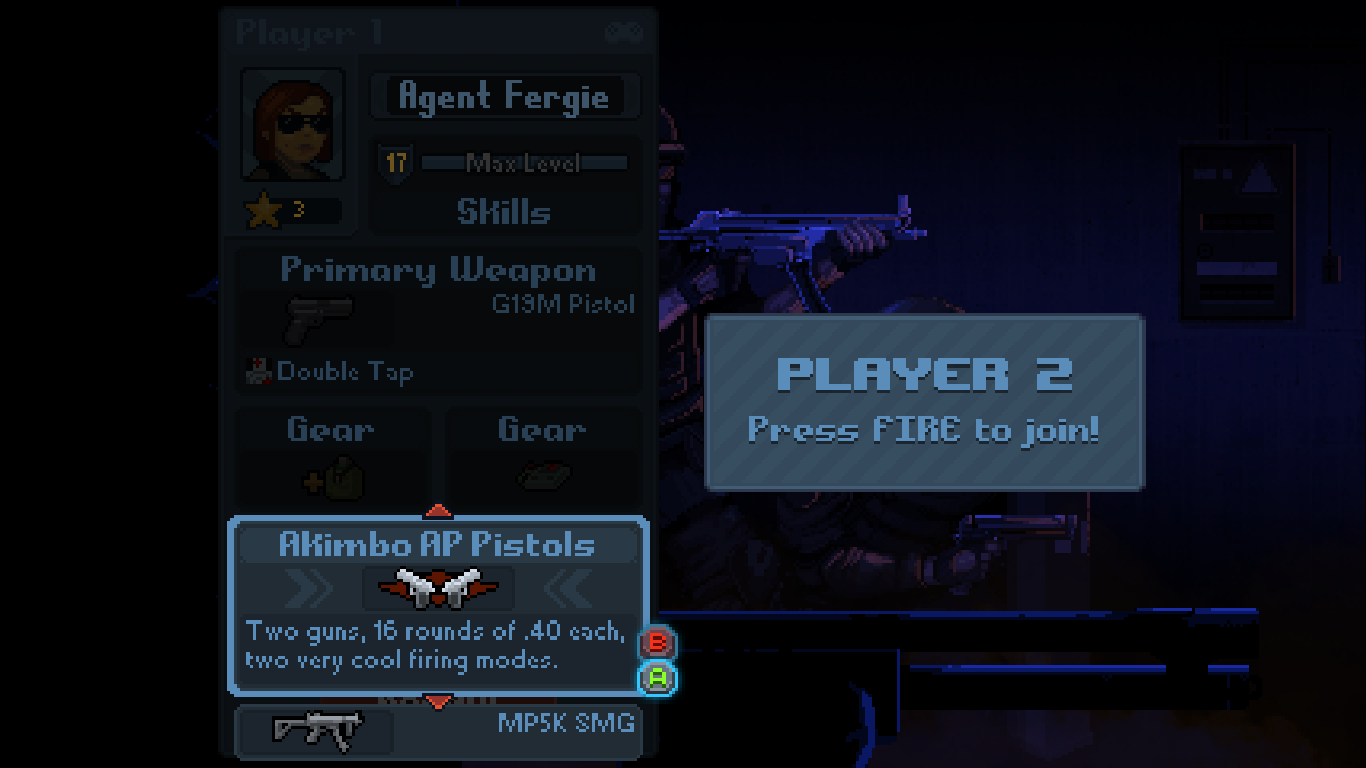 Player 1
Agent Fergie
17 Max Level
3
Skills
Primary Weapon
G19M Pistol
Double Tap
Gear Gear
Akimbo AP Pistols
Two guns, 16 rounds of .40 each,
two very cool firing modes.
B
A
MP5K SMG
PLAYER 2
Press FIRE to join!